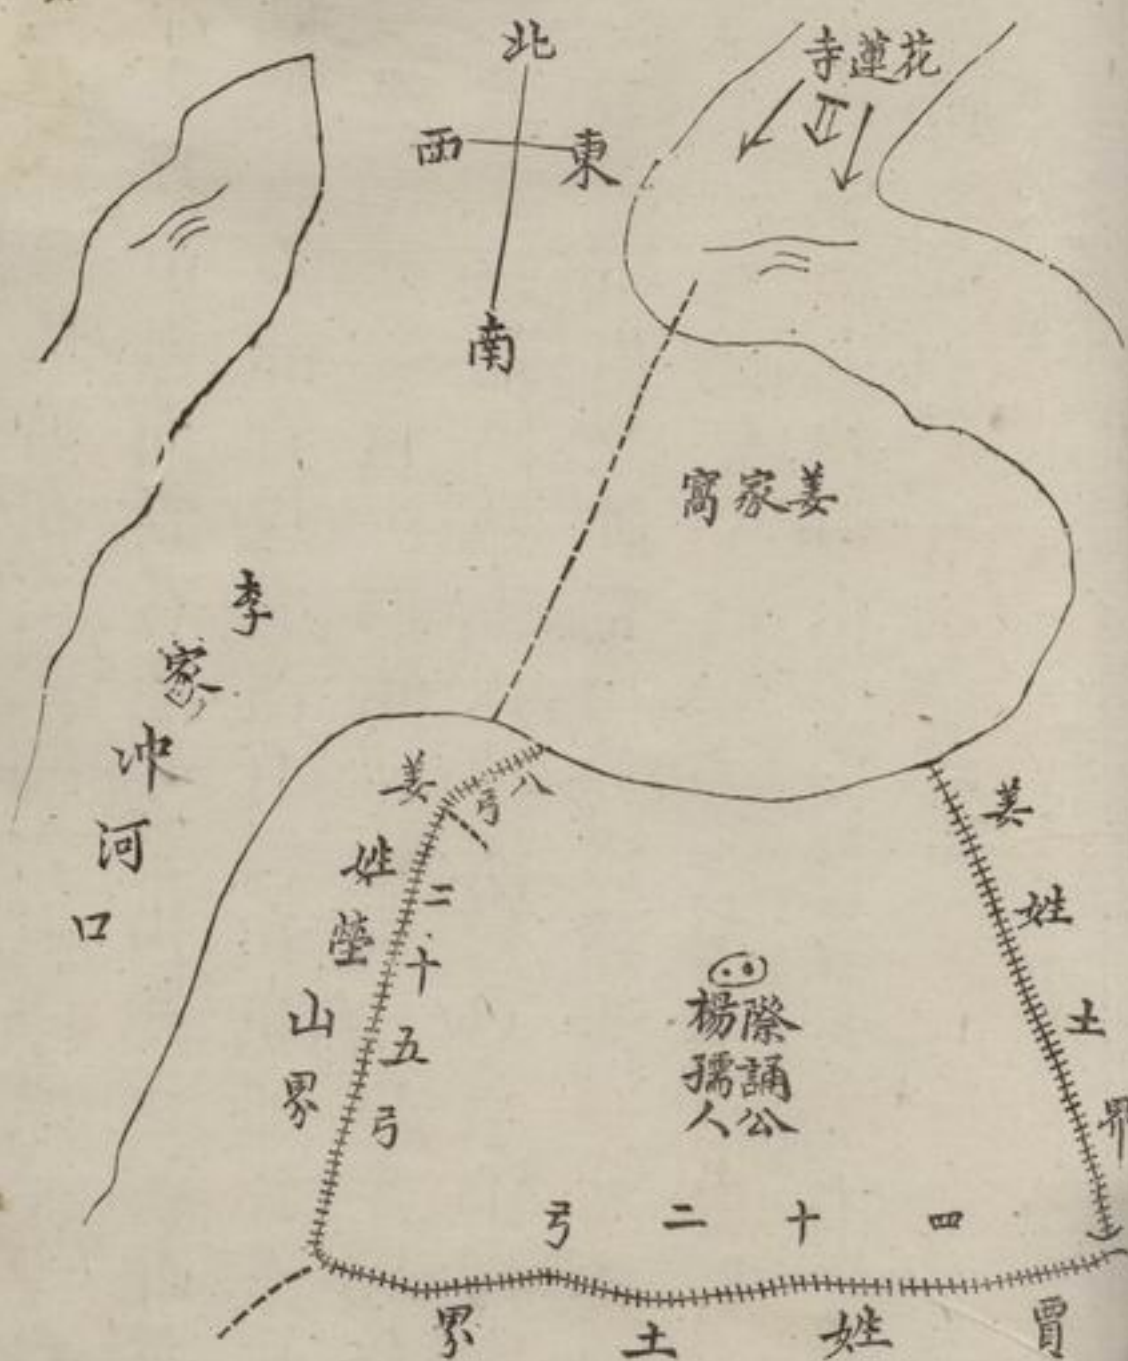 北
東
西
南
花蓮寺
姜家窩
李家冲河口
八弓
姜姓塋山界
二十五弓
姜姓土界
際誦公
楊孺人
四十二弓
賈姓土界